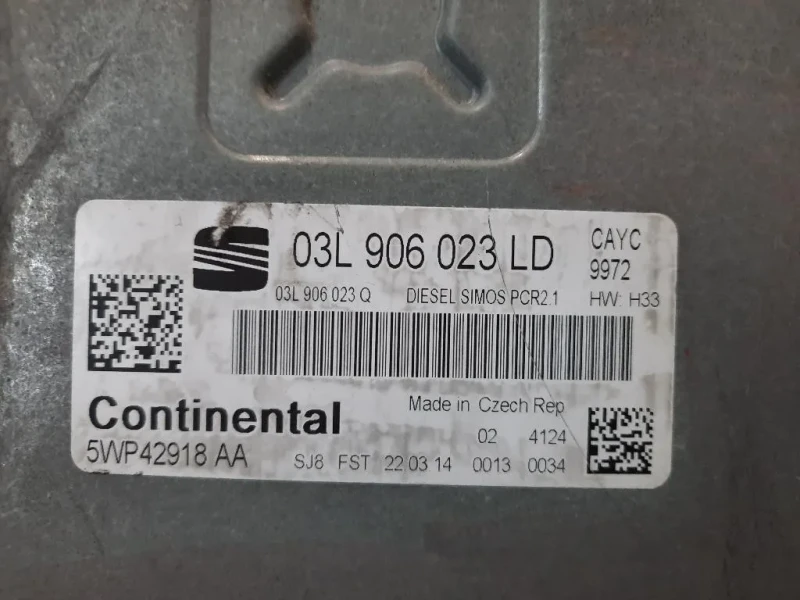 03L 906 023 LD CAYC
9972
03L 906 023 Q DIESEL SIMOS PCR2.1 HW: H33
Continental Made in Czech Rep
02 4124
5WP42918 AA SJ8 FST 22 03 14 0013 0034